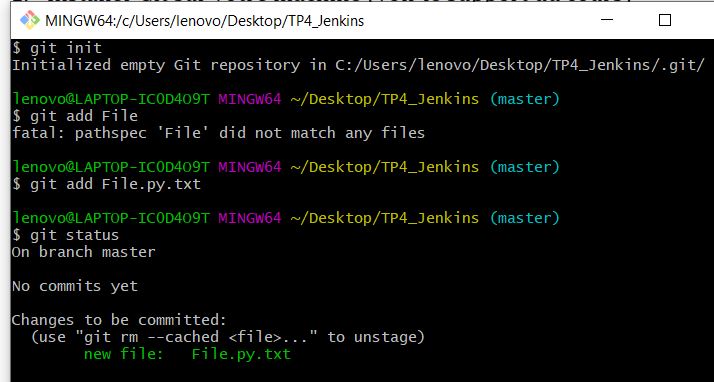 MINGW64:/c/Users/lenovo/Desktop/TP4_Jenkins
$ git init
Initialized empty Git repository in C:/Users/lenovo/Desktop/TP4_Jenkins/.git/
lenovo@LAPTOP-IC0D4O9T MINGW64 ~/Desktop/TP4_Jenkins (master)
$ git add File
fatal: pathspec 'File' did not match any files
lenovo@LAPTOP-IC0D4O9T MINGW64 ~/Desktop/TP4_Jenkins (master)
$ git add File.py.txt
lenovo@LAPTOP-IC0D4O9T MINGW64 ~/Desktop/TP4_Jenkins (master)
$ git status
On branch master
No commits yet
Changes to be committed:
  (use "git rm --cached <file>..." to unstage)
        new file:   File.py.txt